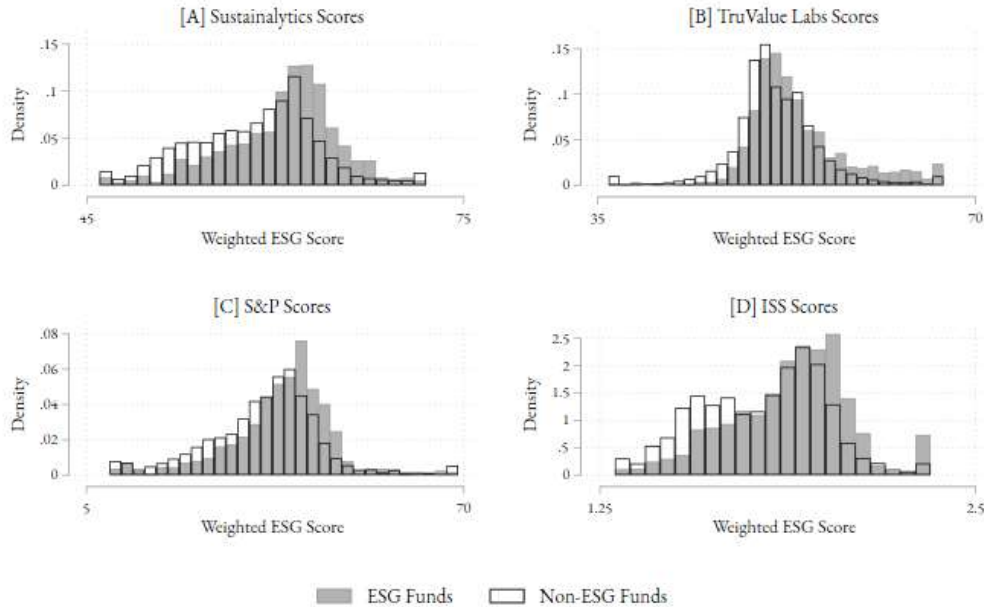 [A] Sustainalytics Scores
.15
.1
.05
0
Density
45
75
Weighted ESG Score
[B] TruValue Labs Scores
.15
.1
.05
0
Density
35
70
Weighted ESG Score
[C] S&P Scores
.08
.06
.04
.02
0
Density
5
70
Weighted ESG Score
[D] ISS Scores
2.5
2
1.5
1
.5
0
Density
1.25
2.5
Weighted ESG Score
ESG Funds
Non-ESG Funds